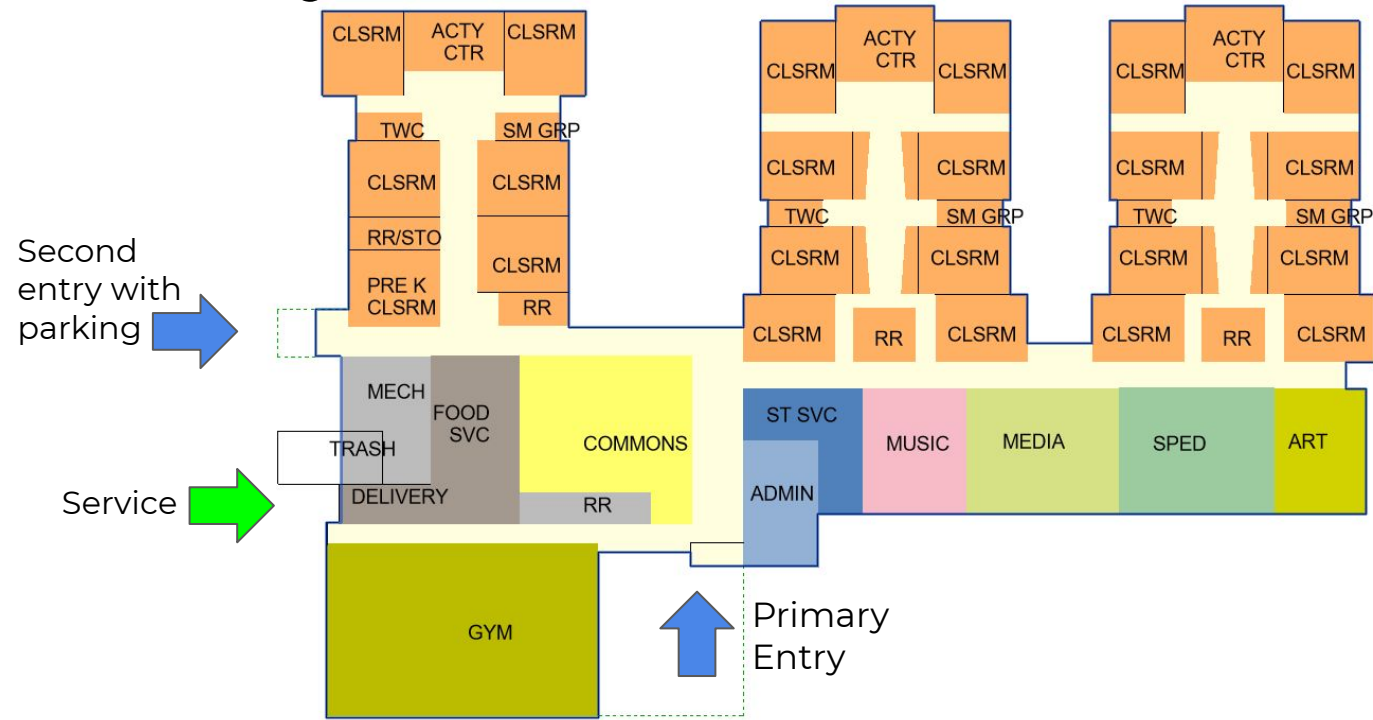 CLSRM
ACTY
CTR
CLSRM
TWC
SM GRP
CLSRM
CLSRM
RR/STO
CLSRM
PRE K
CLSRM
RR
ACTY
CTR
CLSRM
CLSRM
CLSRM
CLSRM
TWC
SM GRP
CLSRM
CLSRM
CLSRM
RR
CLSRM
ACTY
CTR
CLSRM
CLSRM
CLSRM
CLSRM
TWC
SM GRP
CLSRM
CLSRM
CLSRM
RR
CLSRM
Second
entry with
parking
Service
MECH
FOOD
SVC
TRASH
DELIVERY
COMMONS
RR
ST SVC
ADMIN
MUSIC
MEDIA
SPED
ART
GYM
Primary
Entry